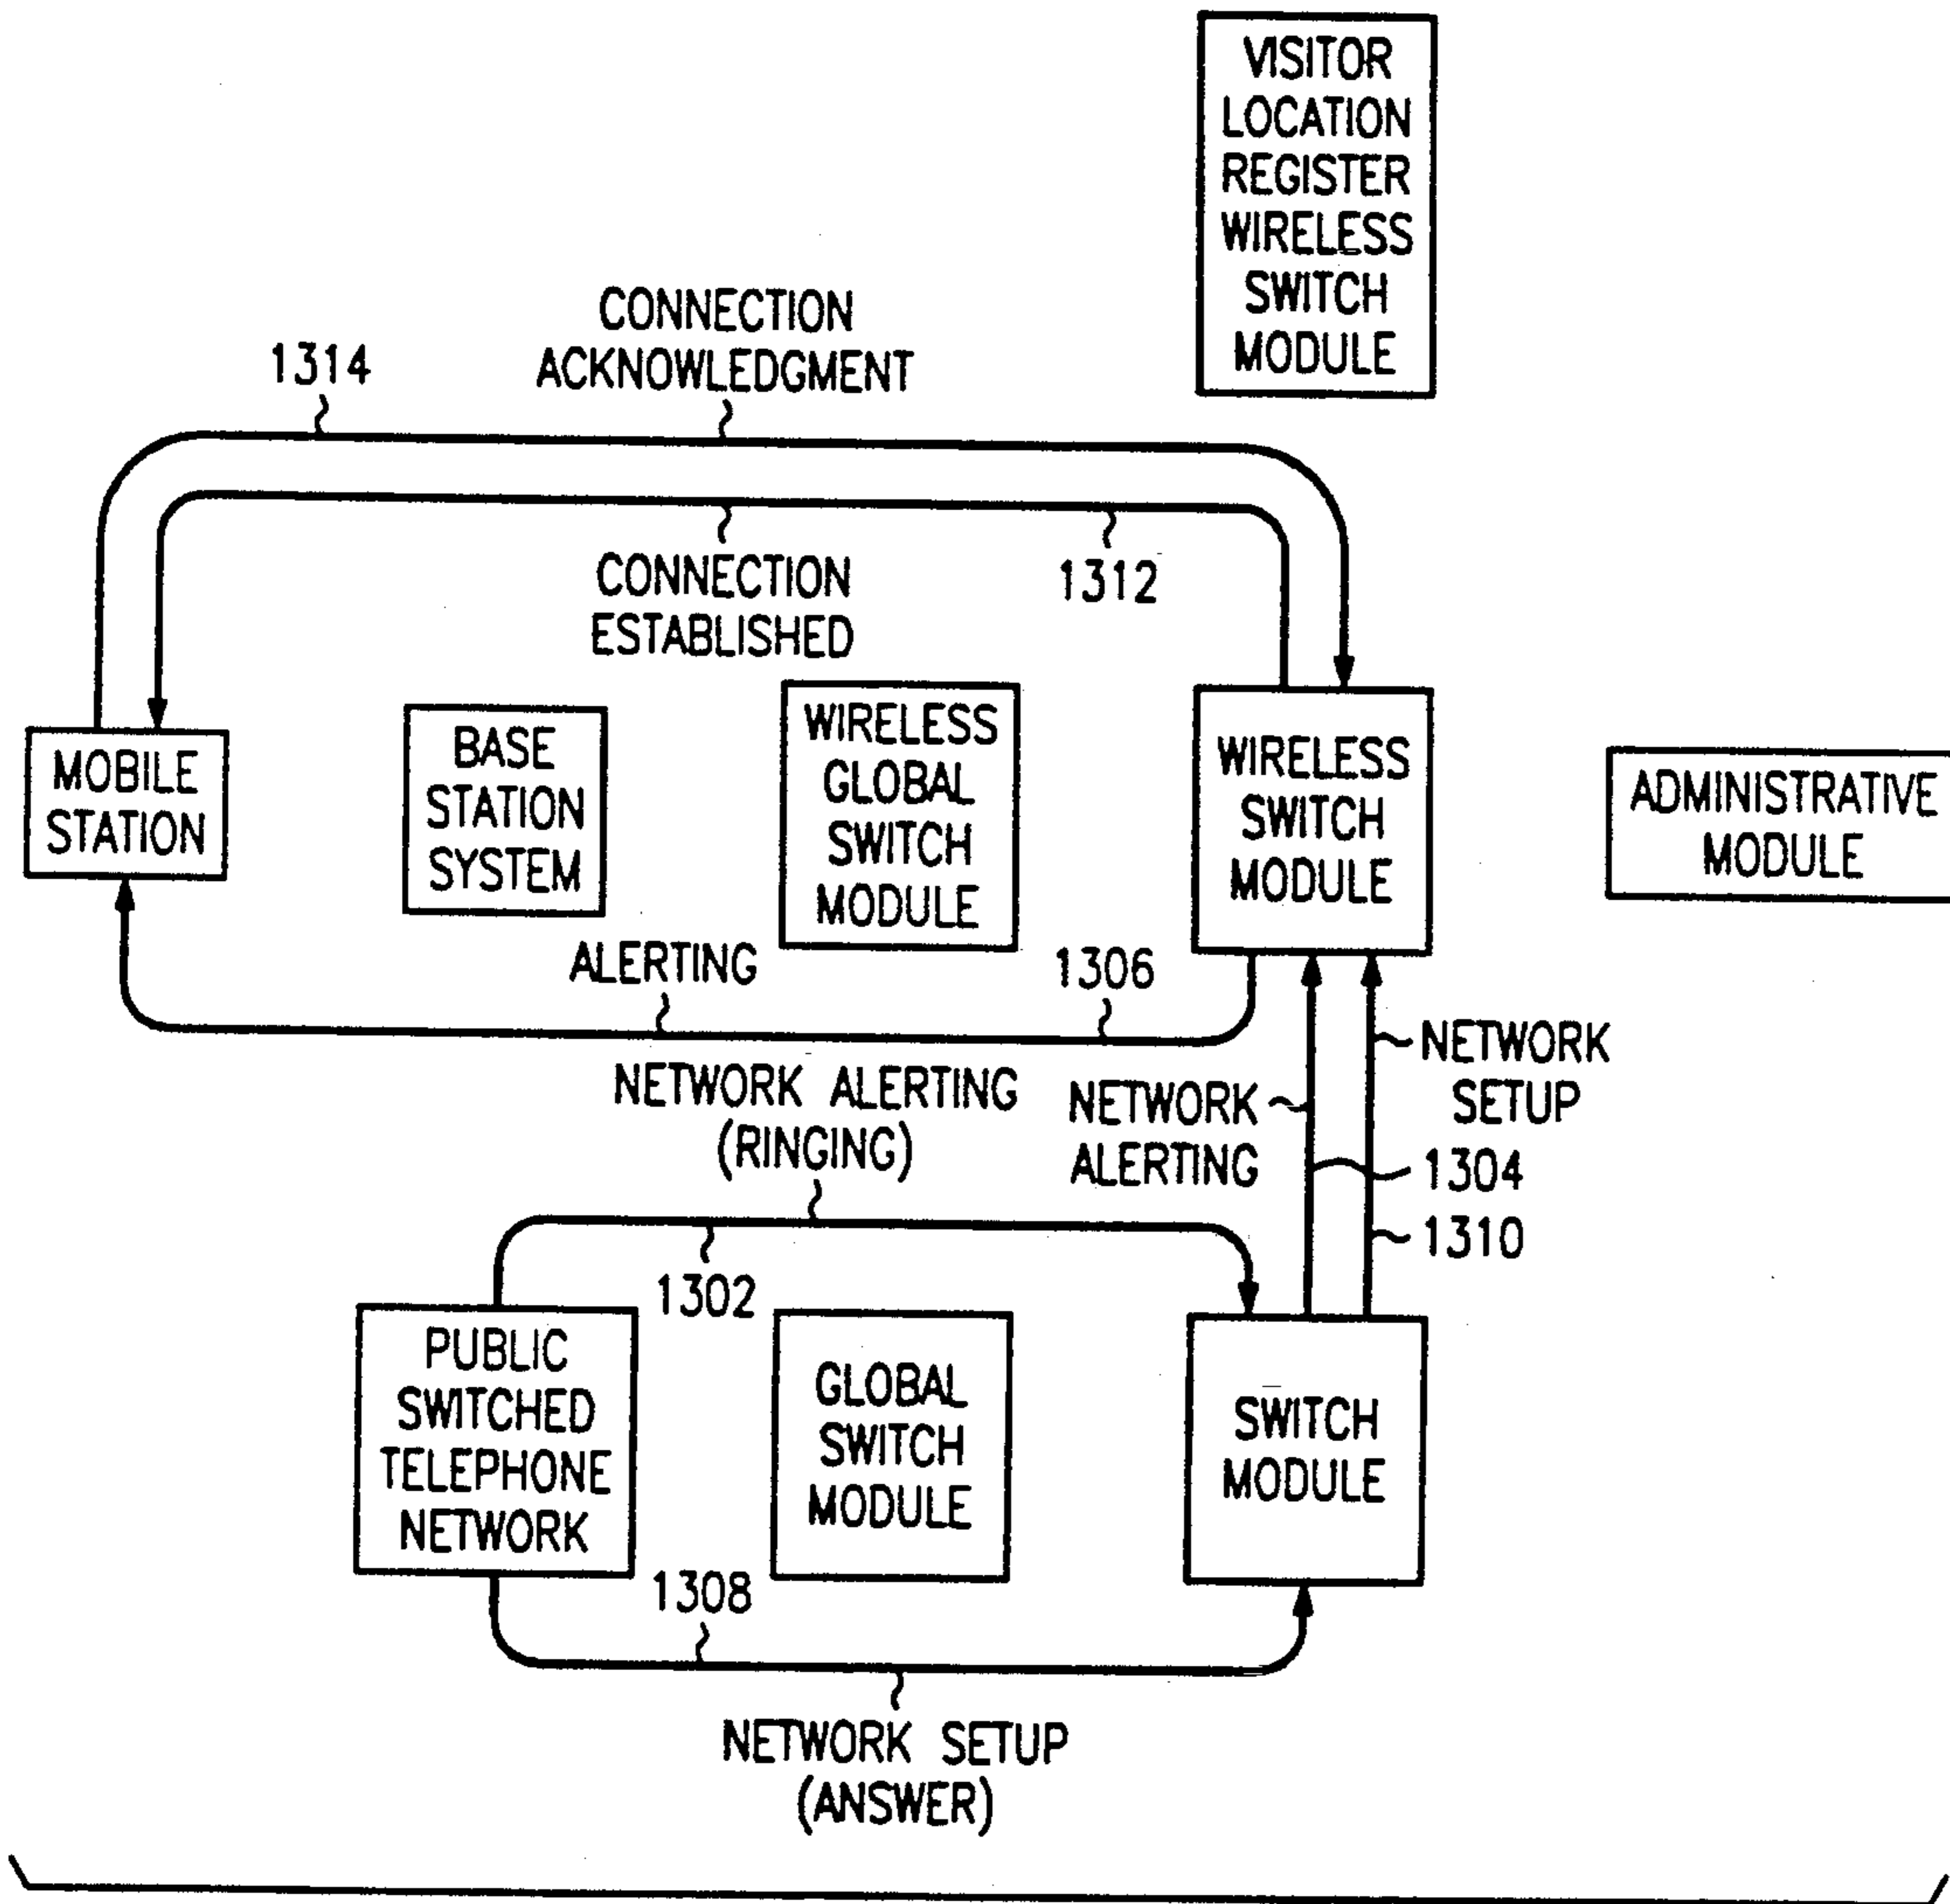 VISITOR
LOCATION
REGISTER
WIRELESS
SWITCH
MODULE
CONNECTION
ACKNOWLEDGMENT
1314
CONNECTION
ESTABLISHED
1312
MOBILE
STATION
BASE
STATION
SYSTEM
WIRELESS
GLOBAL
SWITCH
MODULE
WIRELESS
SWITCH
MODULE
ADMINISTRATIVE
MODULE
ALERTING
1306
NETWORK ALERTING
(RINGING)
NETWORK
ALERTING
NETWORK
SETUP
1304
1310
1302
PUBLIC
SWITCHED
TELEPHONE
NETWORK
GLOBAL
SWITCH
MODULE
SWITCH
MODULE
1308
NETWORK SETUP
(ANSWER)